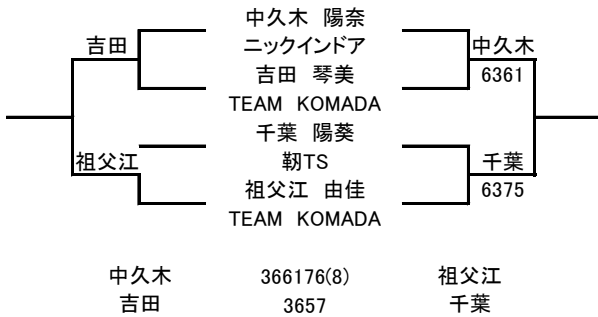 中久木 陽奈
吉田 ニックインドア 中久木
吉田 琴美 6361
TEAM KOMADA
千葉 陽葵
祖父江 靭TS 千葉
祖父江 由佳 6375
TEAM KOMADA
中久木 366176(8) 祖父江
吉田 3657 千葉